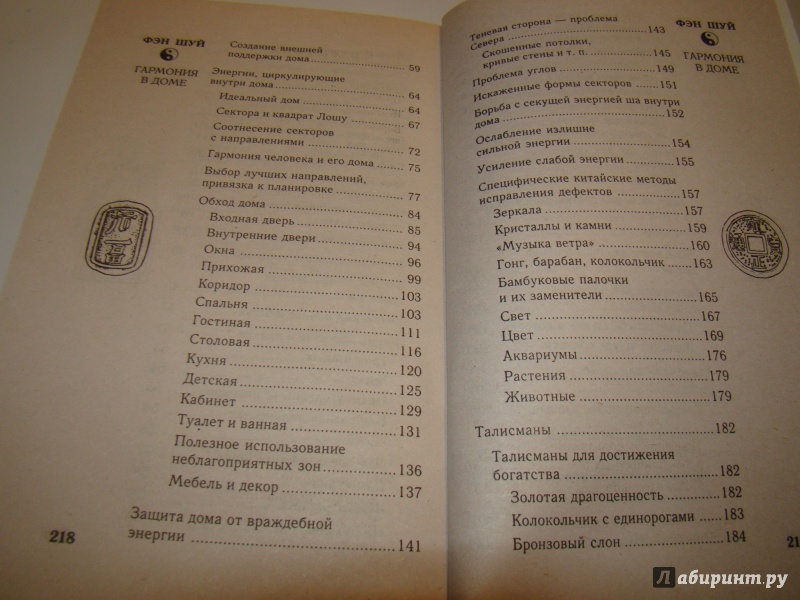 ФЭН ШУЙ
ГАРМОНИЯ
В ДОМЕ
Создание внешней
поддержки дома 59
Энергии, циркулирующие
внутри дома 64
Идеальный дом 64
Сектора и квадрат Лошу 67
Соотнесение секторов
с направлениями 72
Гармония человека и его дома 75
Выбор лучших направлений,
привязка к планировке 77
Обход дома 84
Входная дверь 85
Внутренние двери 94
Окна 96
Прихожая 99
Коридор 103
Спальня 103
Гостиная 111
Столовая 116
Кухня 120
Детская 125
Кабинет 129
Туалет и ванная 131
Полезное использование
неблагоприятных зон 136
Мебель и декор 137
Защита дома от враждебной
энергии 141
218
Теневая сторона — проблема
Севера 143
Скошенные потолки,
кривые стены и т. п. 145
Проблема углов 149
Искаженные формы секторов 151
Борьба с секущей энергией ша внутри
дома 152
Ослабление излишне
сильной энергии 154
Усиление слабой энергии 155
Специфические китайские методы
исправления дефектов 157
Зеркала 157
Кристаллы и камни 159
«Музыка ветра» 160
Гонг, барабан, колокольчик 163
Бамбуковые палочки
и их заменители 165
Свет 167
Цвет 169
Аквариумы 176
Растения 179
Животные 179
Талисманы 182
Талисманы для достижения
богатства 182
Золотая драгоценность 182
Колокольчик с единорогами 183
Бронзовый слон 184
ФЭН ШУЙ
ГАРМОНИЯ
В ДОМЕ
21
Лабиринт.ру